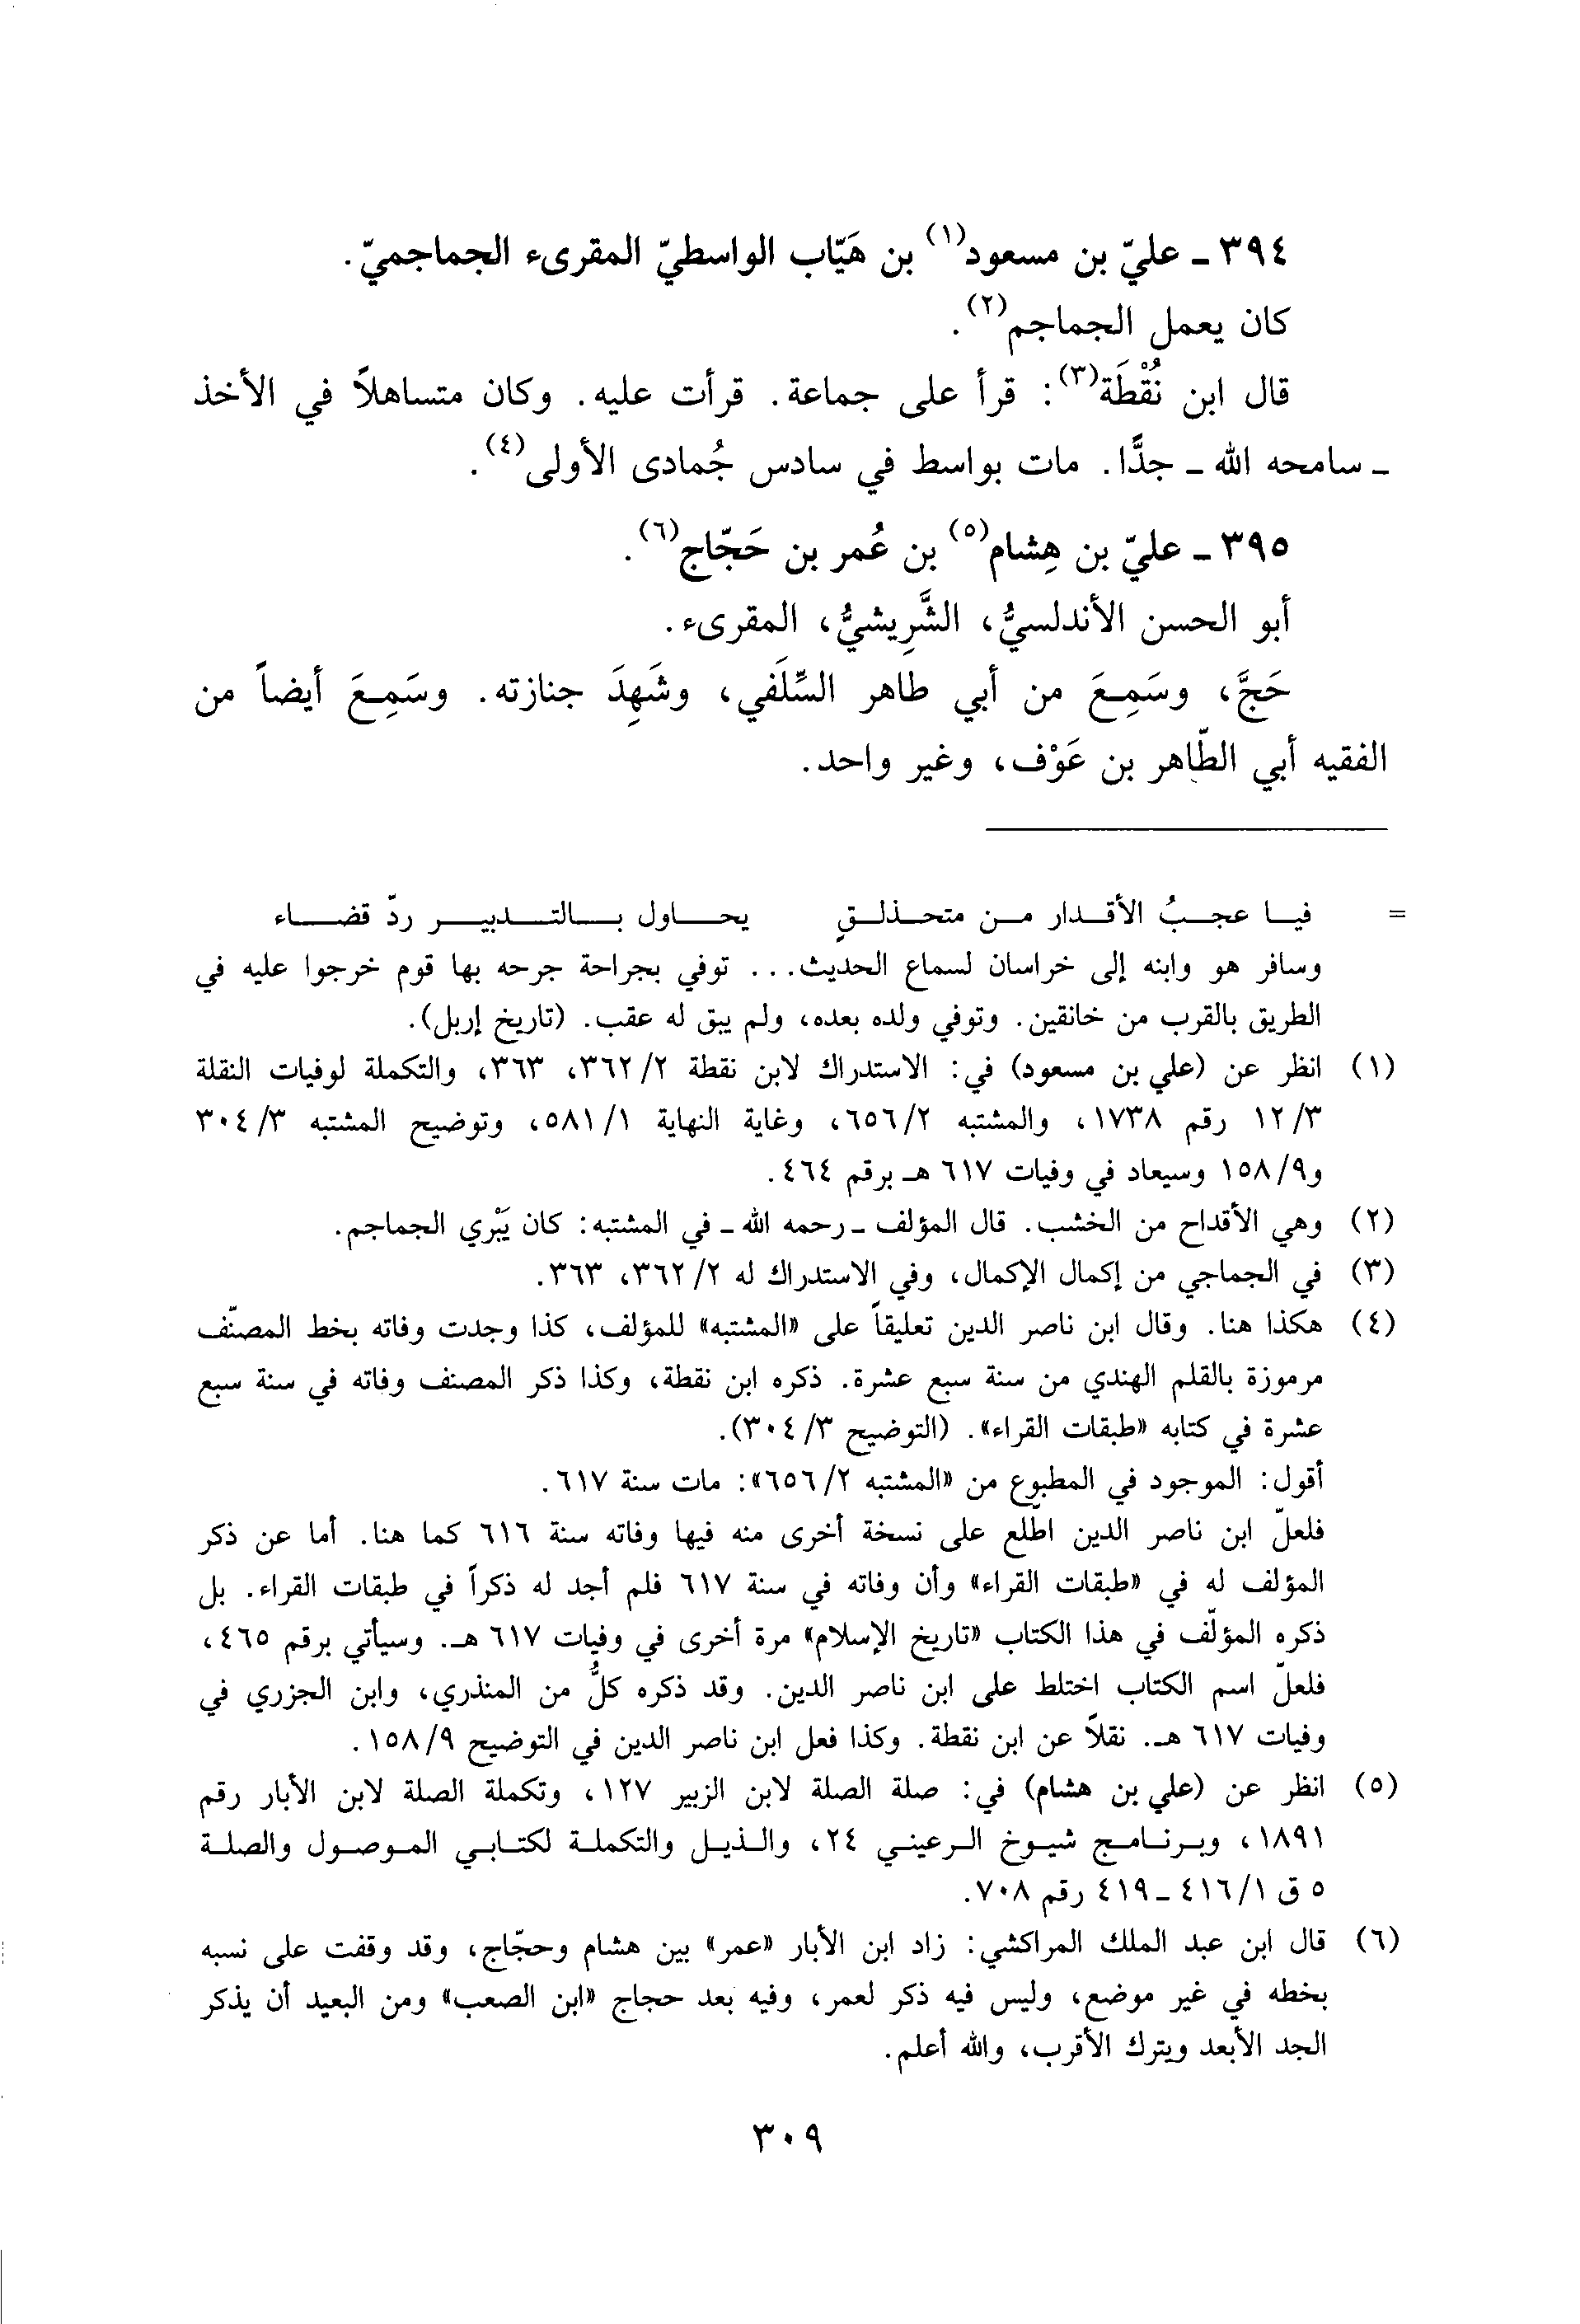 ٣٩٤ ـ عليّ بن مسعود(١) بن هَيّاب الواسطيّ المقرىء الجماجميّ.
كان يعمل الجماجم(٢).
قال ابن نُقْطَة(٣): قرأ على جماعة. قرأت عليه. وكان متساهلاً في الأخذ
ـ سامحه الله ـ جدًّا. مات بواسط في سادس جُمادى الأولى(٤).
٣٩٥ ـ عليّ بن هِشام(٥) بن عُمر بن حَجّاج(٦).
أبو الحسن الأندلسيُّ، الشَّرِيشيُّ، المقرىء.
حَجَّ، وسَمِعَ من أبي طاهر السِّلَفي، وشَهِدَ جنازته. وسَمِعَ أيضاً من
الفقيه أبي الطّاهر بن عَوْف، وغير واحد.
= فيا عجبُ الأقدار من متحذلقٍ يحاول بالتدبير ردّ قضاء
وسافر هو وابنه إلى خراسان لسماع الحديث... توفي بجراحة جرحه بها قوم خرجوا عليه في
الطريق بالقرب من خانقين. وتوفي ولده بعده، ولم يبق له عقب. (تاريخ إربل).
(١) انظر عن (علي بن مسعود) في: الاستدراك لابن نقطة ٢/ ٣٦٢، ٣٦٣، والتكملة لوفيات النقلة
٣/ ١٢ رقم ١٧٣٨، والمشتبه ٢/ ٦٥٦، وغاية النهاية ١/ ٥٨١، وتوضيح المشتبه ٣/ ٣٠٤
و٩/ ١٥٨ وسيعاد في وفيات ٦١٧ هـ برقم ٤٦٤.
(٢) وهي الأقداح من الخشب. قال المؤلف ـ رحمه الله ـ في المشتبه: كان يَبْري الجماجم.
(٣) في الجماجي من إكمال الإكمال، وفي الاستدراك له ٢/ ٣٦٢، ٣٦٣.
(٤) هكذا هنا. وقال ابن ناصر الدين تعليقاً على «المشتبه» للمؤلف، كذا وجدت وفاته بخط المصنّف
مرموزة بالقلم الهندي من سنة سبع عشرة. ذكره ابن نقطة، وكذا ذكر المصنف وفاته في سنة سبع
عشرة في كتابه «طبقات القراء». (التوضيح ٣/ ٣٠٤).
أقول: الموجود في المطبوع من «المشتبه ٢/ ٦٥٦»: مات سنة ٦١٧.
فلعلّ ابن ناصر الدين اطّلع على نسخة أخرى منه فيها وفاته سنة ٦١٦ كما هنا. أما عن ذكر
المؤلف له في «طبقات القراء» وأن وفاته في سنة ٦١٧ فلم أجد له ذكراً في طبقات القراء. بل
ذكره المؤلّف في هذا الكتاب «تاريخ الإسلام» مرة أخرى في وفيات ٦١٧ هـ. وسيأتي برقم ٤٦٥،
فلعلّ اسم الكتاب اختلط على ابن ناصر الدين. وقد ذكره كلُّ من المنذري، وابن الجزري في
وفيات ٦١٧ هـ. نقلاً عن ابن نقطة. وكذا فعل ابن ناصر الدين في التوضيح ٩/ ١٥٨.
(٥) انظر عن (علي بن هشام) في: صلة الصلة لابن الزبير ١٢٧، وتكملة الصلة لابن الأبار رقم
١٨٩١، وبرنامج شيوخ الرعيني ٢٤، والذيل والتكملة لكتابي الموصول والصلة
٥ ق ١/ ٤١٦ ـ ٤١٩ رقم ٧٠٨.
(٦) قال ابن عبد الملك المراكشي: زاد ابن الأبار «عمر» بين هشام وحجّاج، وقد وقفت على نسبه
بخطه في غير موضع، وليس فيه ذكر لعمر، وفيه بعد حجاج «ابن الصعب» ومن البعيد أن يذكر
الجد الأبعد ويترك الأقرب، والله أعلم.
٣٠٩